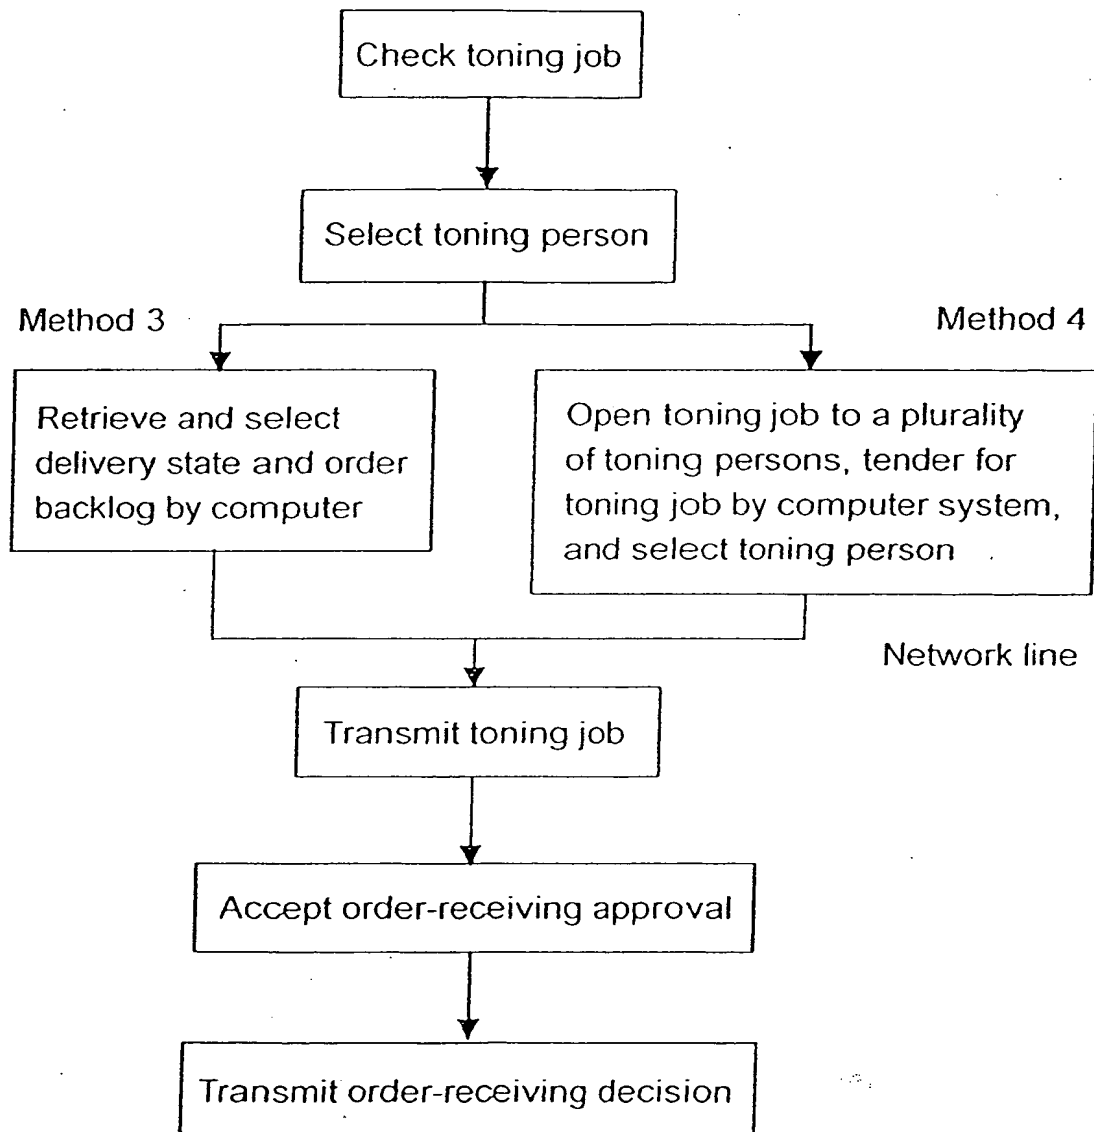 Check toning job
Select toning person
Method 3
Method 4
Retrieve and select
delivery state and order
backlog by computer
Open toning job to a plurality
of toning persons, tender for
toning job by computer system,
and select toning person
Network line
Transmit toning job
Accept order-receiving approval
Transmit order-receiving decision